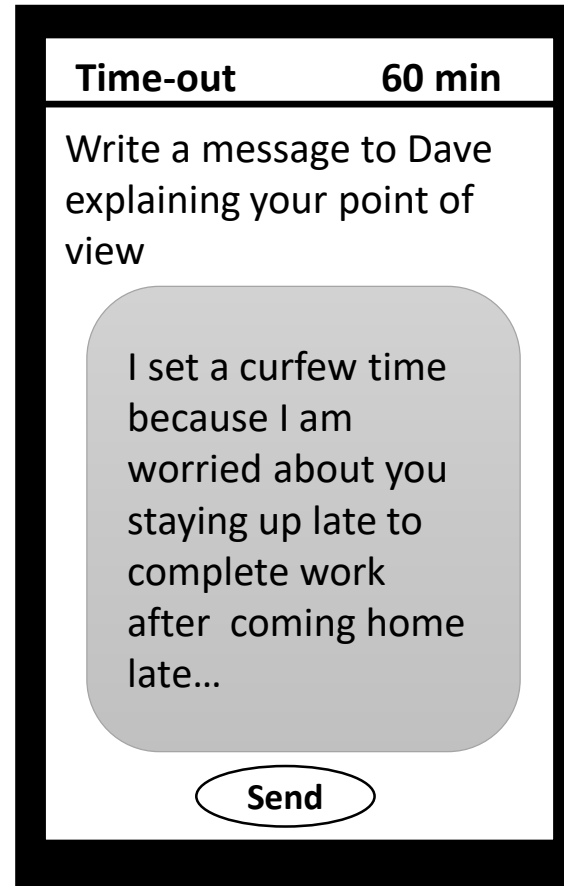 Time-out 60 min
Write a message to Dave
explaining your point of
view
I set a curfew time
because I am
worried about you
staying up late to
complete work
after  coming home
late…
Send